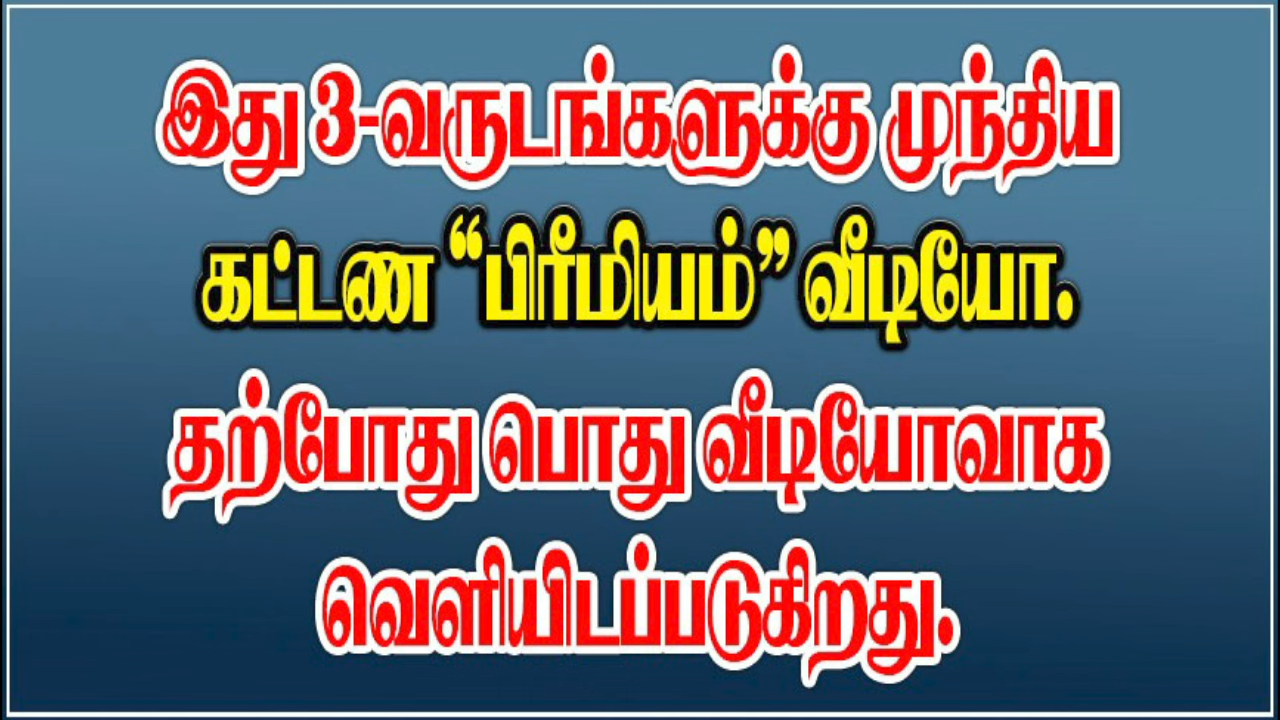 இது 3-வருடங்களுக்கு முந்திய
கட்டண “பிரீமியம்” வீடியோ.
தற்போது பொது வீடியோவாக
வெளியிடப்படுகிறது.